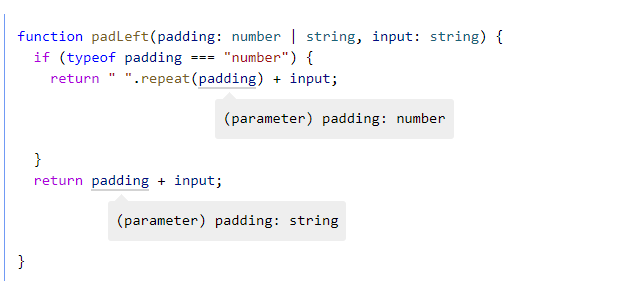 function padLeft(padding: number | string, input: string) {
  if (typeof padding === "number") {
    return " ".repeat(padding) + input;
(parameter) padding: number
  }
  return padding + input;
(parameter) padding: string
}